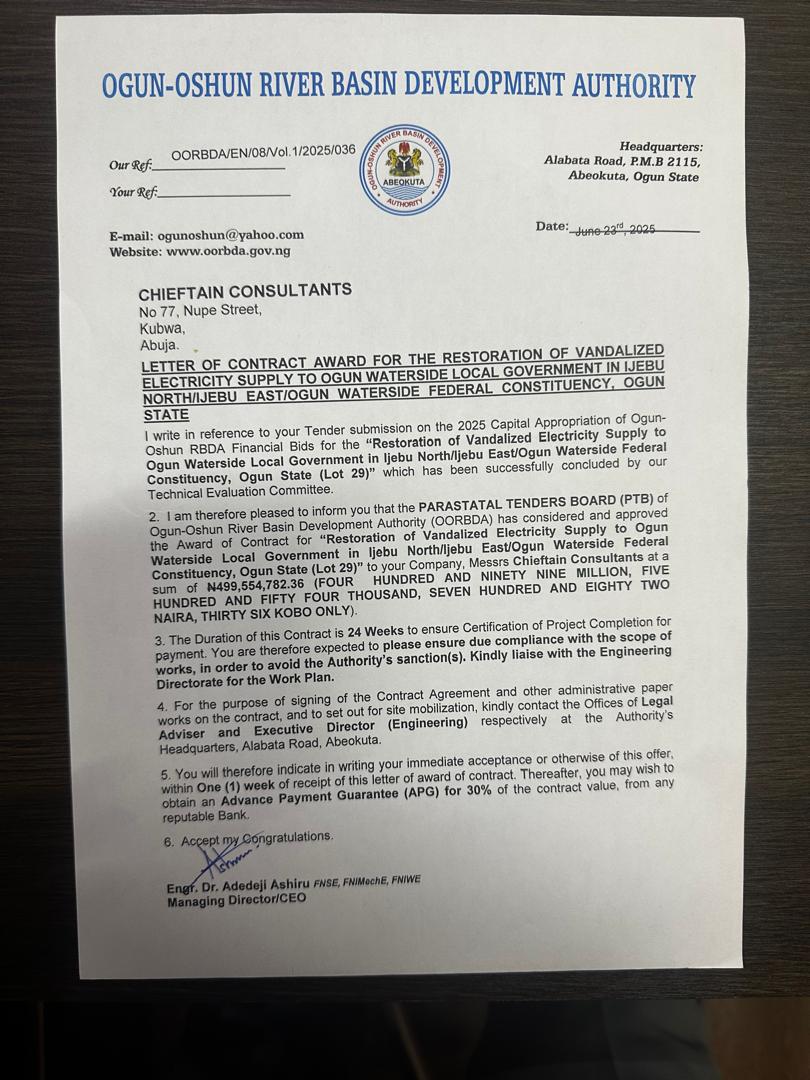 OGUN-OSHUN RIVER BASIN DEVELOPMENT AUTHORITY
Our Ref: OORBDA/EN/08/Vol.1/2025/036
Your Ref:
OGUN-OSHUN RIVER BASIN DEVELOPMENT
ABEOKUTA
AUTHORITY
Headquarters:
Alabata Road, P.M.B 2115,
Abeokuta, Ogun State
E-mail: ogunoshun@yahoo.com
Website: www.oorbda.gov.ng
Date: June 23rd, 2025
CHIEFTAIN CONSULTANTS
No 77, Nupe Street,
Kubwa,
Abuja.
LETTER OF CONTRACT AWARD FOR THE RESTORATION OF VANDALIZED
ELECTRICITY SUPPLY TO OGUN WATERSIDE LOCAL GOVERNMENT IN IJEBU
NORTH/IJEBU EAST/OGUN WATERSIDE FEDERAL CONSTITUENCY, OGUN
STATE
I write in reference to your Tender submission on the 2025 Capital Appropriation of Ogun-
Oshun RBDA Financial Bids for the “Restoration of Vandalized Electricity Supply to
Ogun Waterside Local Government in Ijebu North/Ijebu East/Ogun Waterside Federal
Constituency, Ogun State (Lot 29)” which has been successfully concluded by our
Technical Evaluation Committee.
2. I am therefore pleased to inform you that the PARASTATAL TENDERS BOARD (PTB) of
Ogun-Oshun River Basin Development Authority (OORBDA) has considered and approved
the Award of Contract for “Restoration of Vandalized Electricity Supply to Ogun
Waterside Local Government in Ijebu North/Ijebu East/Ogun Waterside Federal
Constituency, Ogun State (Lot 29)” to your Company, Messrs Chieftain Consultants at a
sum of ₦499,554,782.36 (FOUR HUNDRED AND NINETY NINE MILLION, FIVE
HUNDRED AND FIFTY FOUR THOUSAND, SEVEN HUNDRED AND EIGHTY TWO
NAIRA, THIRTY SIX KOBO ONLY).
3. The Duration of this Contract is 24 Weeks to ensure Certification of Project Completion for
payment. You are therefore expected to please ensure due compliance with the scope of
works, in order to avoid the Authority's sanction(s). Kindly liaise with the Engineering
Directorate for the Work Plan.
4. For the purpose of signing of the Contract Agreement and other administrative paper
works on the contract, and to set out for site mobilization, kindly contact the Offices of Legal
Adviser and Executive Director (Engineering) respectively at the Authority's
Headquarters, Alabata Road, Abeokuta.
5. You will therefore indicate in writing your immediate acceptance or otherwise of this offer,
within One (1) week of receipt of this letter of award of contract. Thereafter, you may wish to
obtain an Advance Payment Guarantee (APG) for 30% of the contract value, from any
reputable Bank.
6. Accept my Congratulations.
Engr. Dr. Adedeji Ashiru FNSE, FNIMechE, FNIWE
Managing Director/CEO